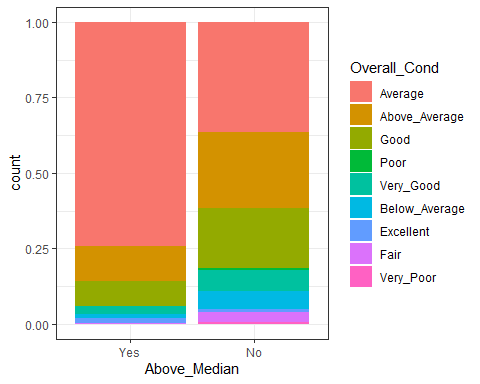 1.00
0.75
0.50
0.25
0.00
count
Yes
No
Above_Median
Overall_Cond
Average
Above_Average
Good
Poor
Very_Good
Below_Average
Excellent
Fair
Very_Poor